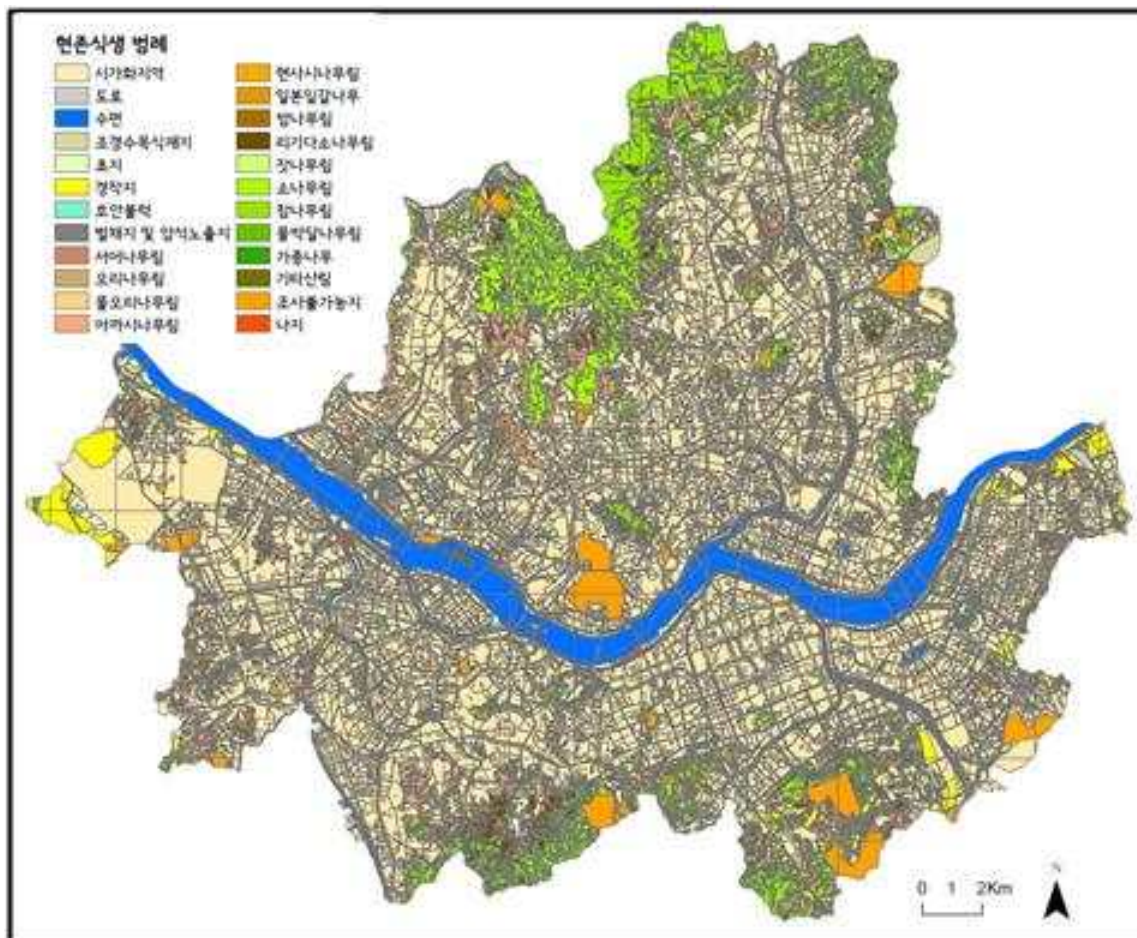 현존식생 범례
시가화지역
도로
수면
조경수목식재지
초지
경작지
호안블럭
벌채지 및 암석노출지
서어나무림
오리나무림
물오리나무림
아까시나무림
현사시나무림
일본잎갈나무
밤나무림
리기다소나무림
잣나무림
소나무림
참나무림
물박달나무림
가중나무
기타산림
조사불가능지
나지
0 1 2Km
N